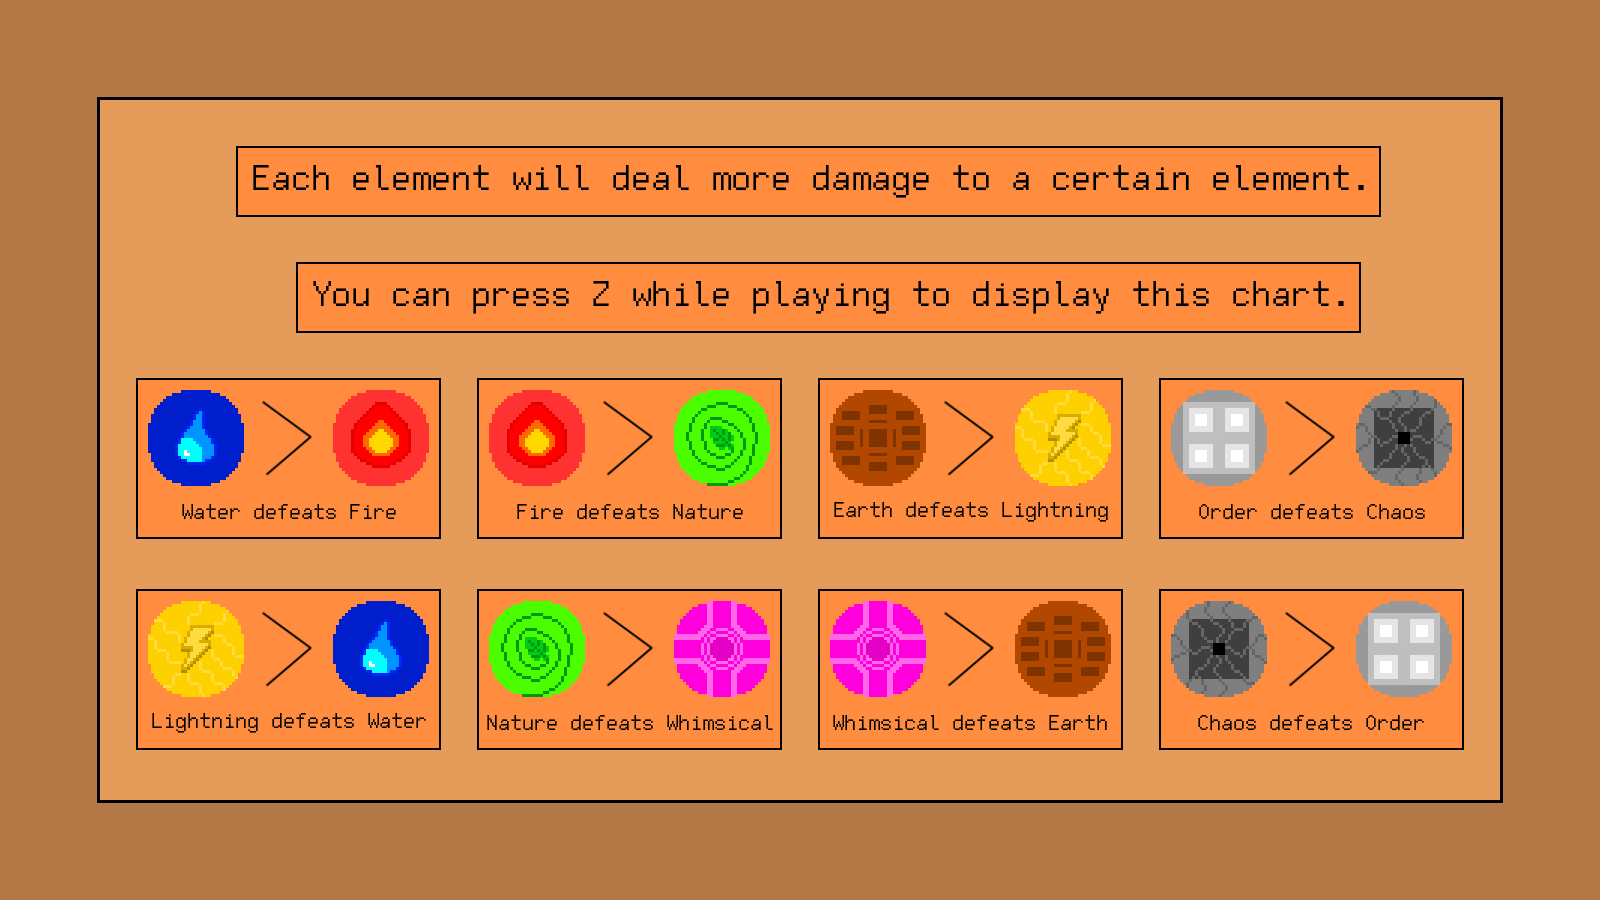 Each element will deal more damage to a certain element.
You can press Z while playing to display this chart.
Water defeats Fire
Fire defeats Nature
Earth defeats Lightning
Order defeats Chaos
Lightning defeats Water
Nature defeats Whimsical
Whimsical defeats Earth
Chaos defeats Order